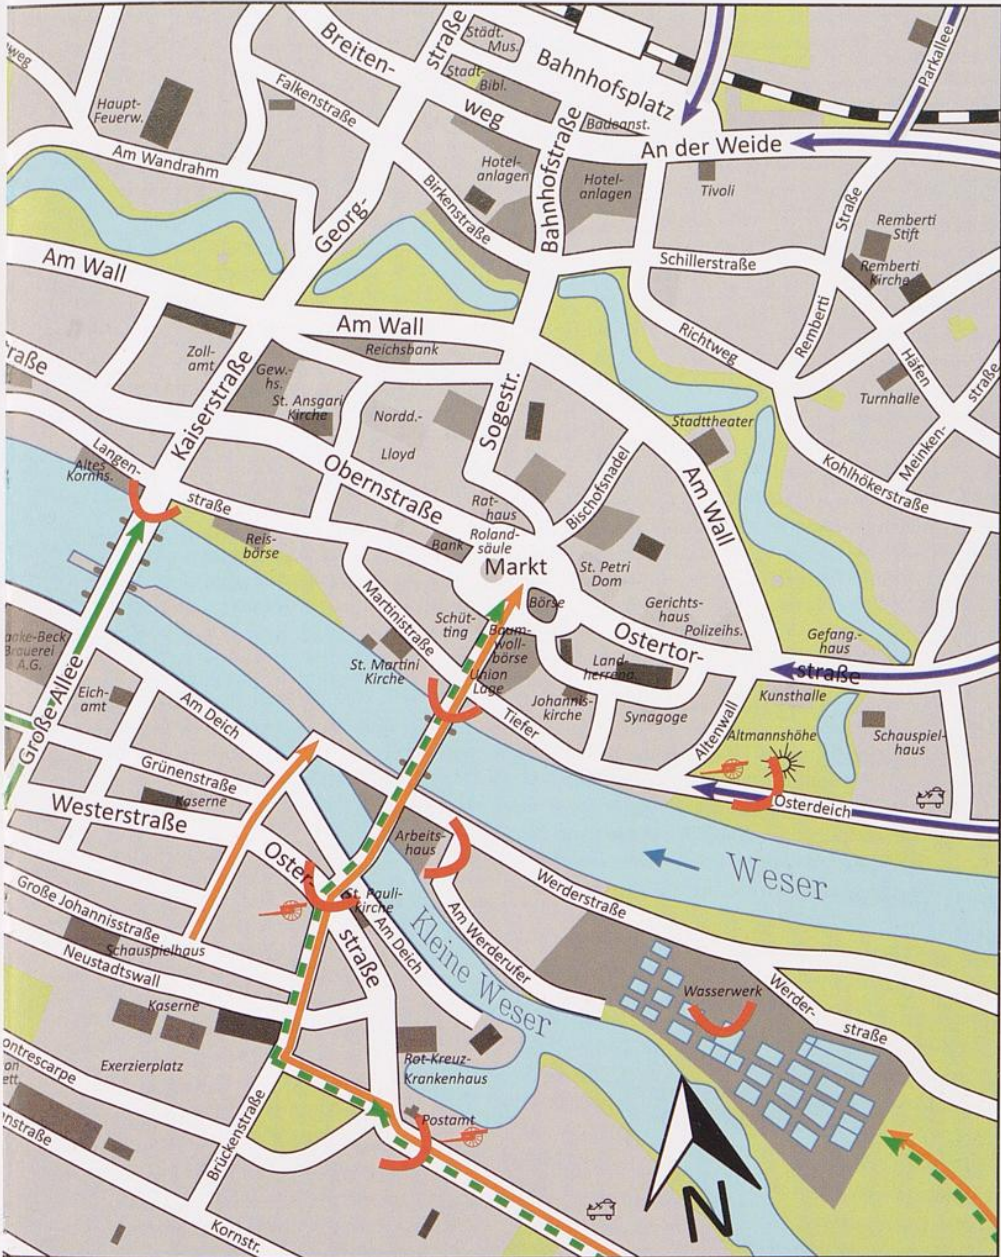 Breiten-
straße
Städt.
Mus.
Stadt-
Bibl.
weg
Bahnhofsplatz
Parkallee
Haupt-
Feuerw.
Falkenstraße
Badeanst.
An der Weide
Am Wandrahm
Hotel-
anlagen
Bahnhofstraße
Hotel-
anlagen
Tivoli
Birkenstraße
Georg-
Straße
Remberti
Stift
Remberti
Kirche
Am Wall
Schillerstraße
Am Wall
Reichsbank
Richtweg
Remberti
Häfen
Zoll-
amt
Kaiserstraße
Gew.-
hs.
St. Ansgari
Kirche
Nordd.-
Lloyd
Sogestr.
Turnhalle
straße
Stadttheater
Meinken-
Kohlhökerstraße
Langen-
straße
Altes
Kornhs.
Obernstraße
Bischofsnadel
Am Wall
Reis-
börse
Rat-
haus
Roland-
säule
Bank
Markt
St. Petri
Dom
Martinistraße
Schüt-
ting
Börse
Baum-
woll-
börse
Union
Gerichts-
haus
Polizeihs.
Ostertor-
straße
Gefang.-
haus
Brauerei
A.G.
St. Martini
Kirche
Johannis-
kirche
Synagoge
Kunsthalle
Eich-
amt
Große Allee
Am Deich
Tiefer
Altenwall
Altmannshöhe
Schauspiel-
haus
Osterdeich
Grünenstraße
Kaserne
Westerstraße
Arbeits-
haus
Weser
Oster-
straße
St. Pauli-
kirche
Werderstraße
Große Johannisstraße
Schauspielhaus
Neustadtswall
Am Deich
Kleine Weser
Am Werderufer
Kaserne
Wasserwerk
Werder-
straße
Exerzierplatz
Rot-Kreuz-
Krankenhaus
Postamt
Brückenstraße
Kornstr.
N